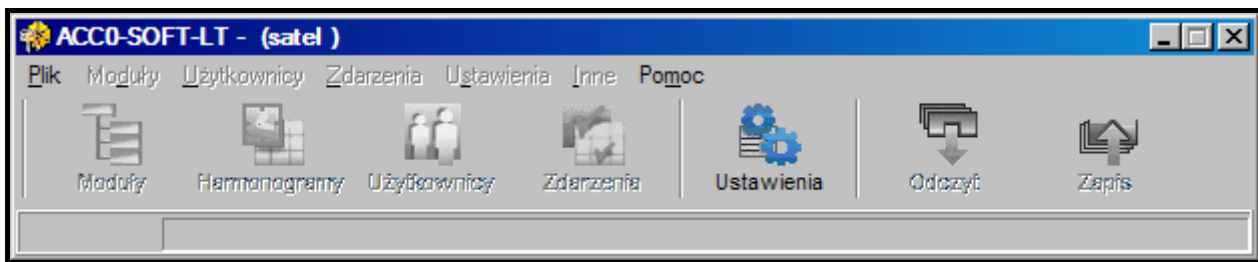 ACCO-SOFT-LT - (satel )
Plik Moduły Użytkownicy Zdarzenia Ustawienia Inne Pomoc
Moduły Harmonogramy Użytkownicy Zdarzenia Ustawienia Odczyt Zapis